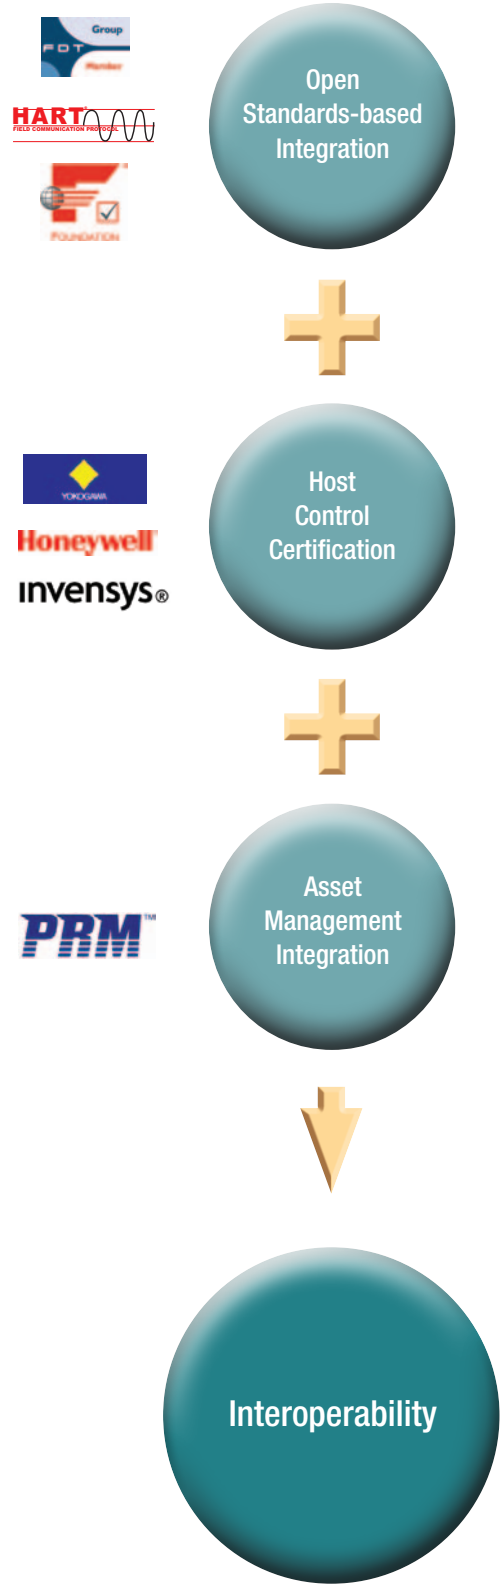 Group
FDT
Member
Open
Standards-based
Integration
HART
FIELD COMMUNICATION PROTOCOL
FOUNDATION
Host
Control
Certification
YOKOGAWA
Honeywell
invensys®
Asset
Management
Integration
PRM™
Interoperability